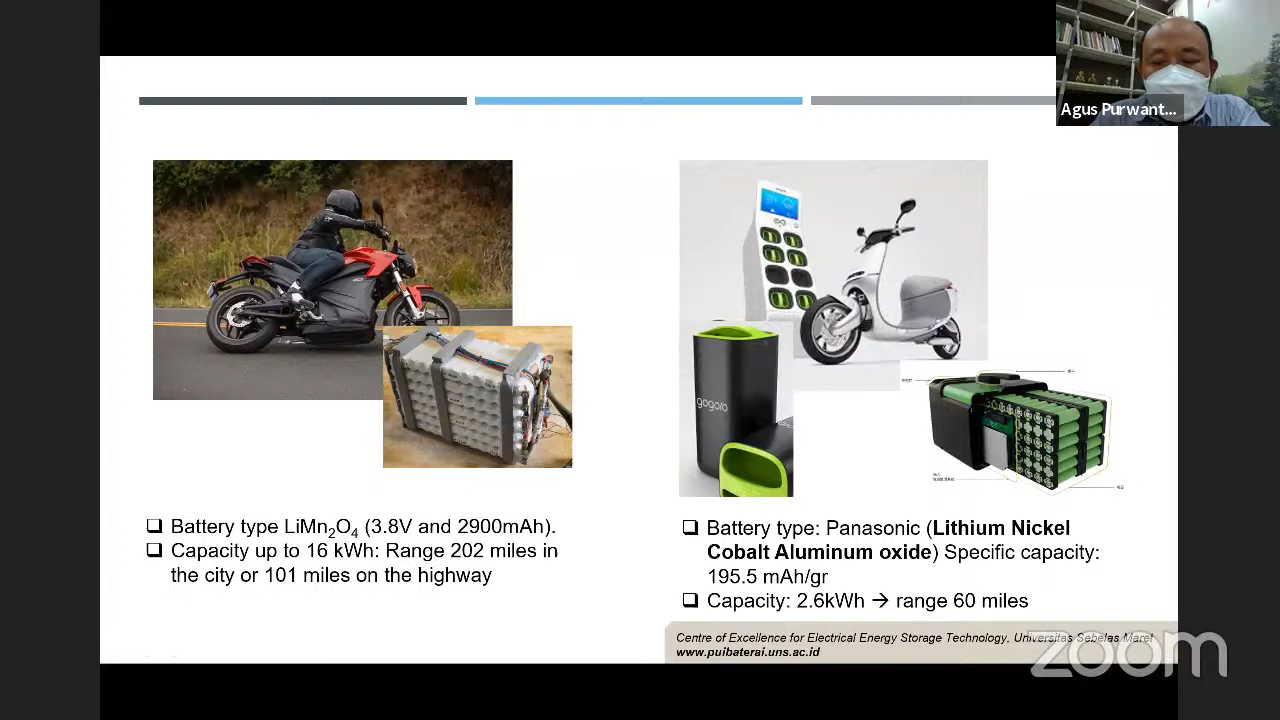 Agus Purwant...
gogoro
Battery type LiMn₂O₄ (3.8V and 2900mAh).
Capacity up to 16 kWh: Range 202 miles in
the city or 101 miles on the highway
Battery type: Panasonic (Lithium Nickel
Cobalt Aluminum oxide) Specific capacity:
195.5 mAh/gr
Capacity: 2.6kWh → range 60 miles
Centre of Excellence for Electrical Energy Storage Technology, Universitas Sebelas Maret
www.puibaterai.uns.ac.id
zoom